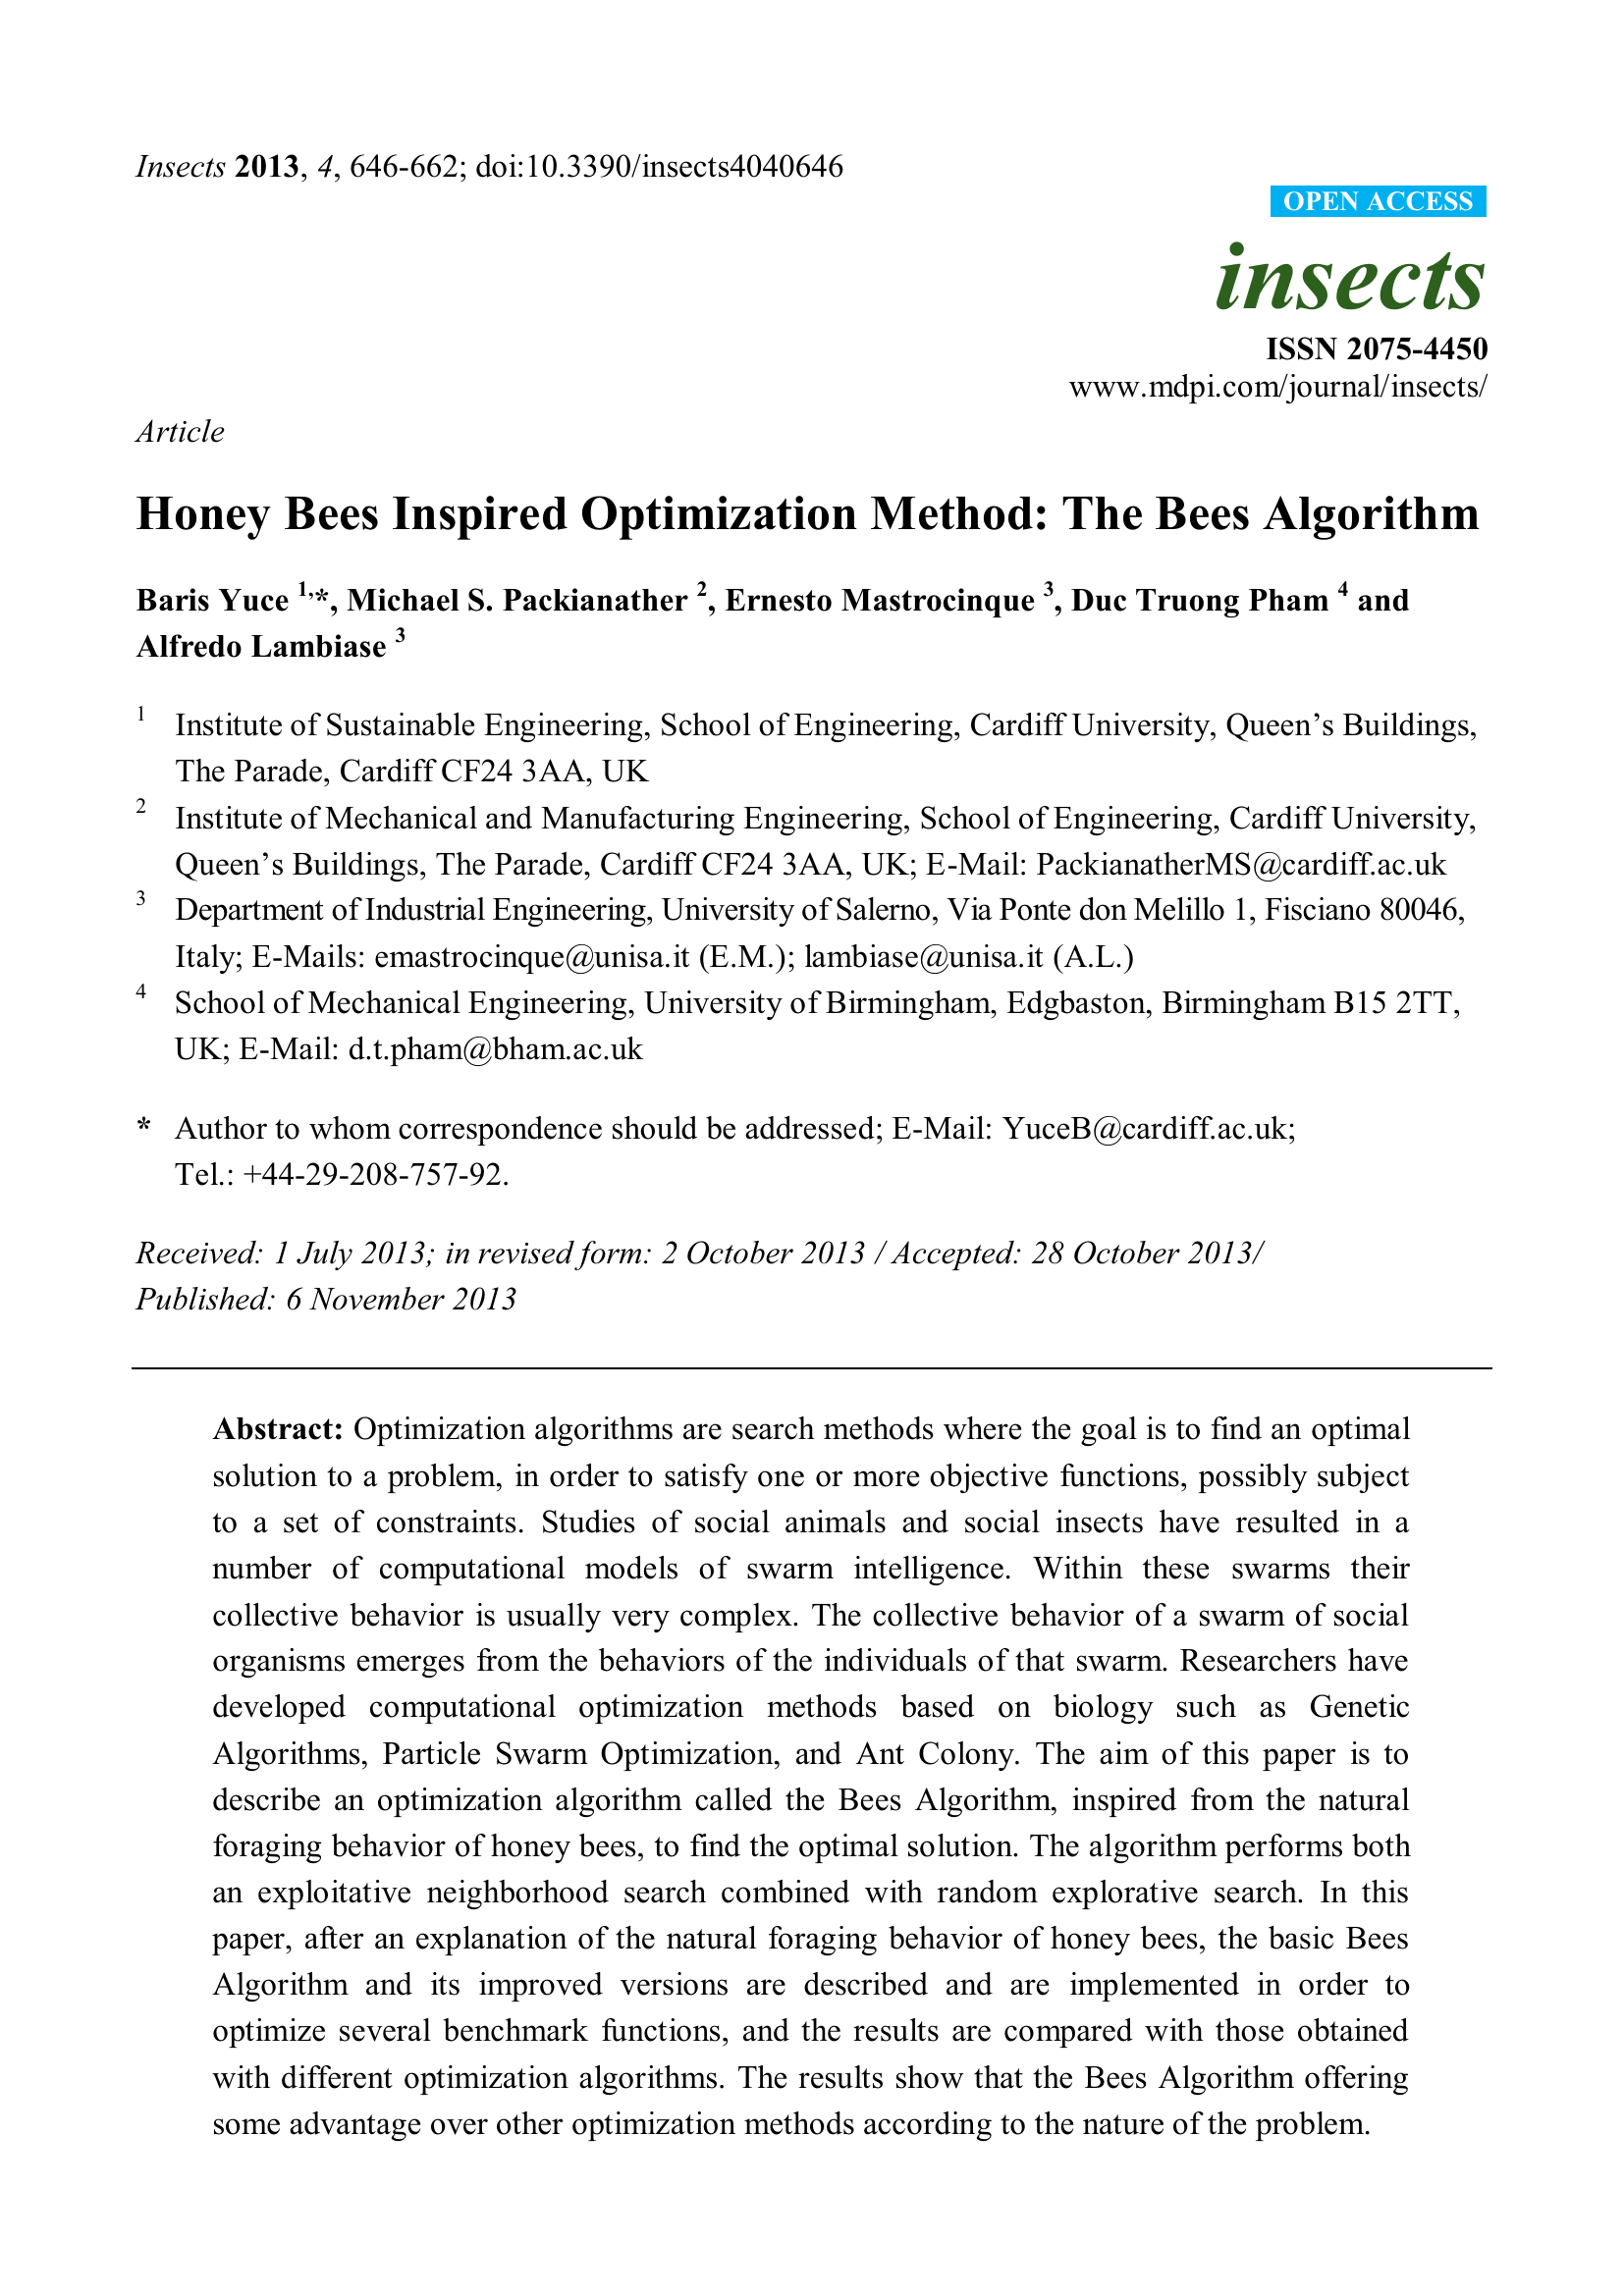 Insects 2013, 4, 646-662; doi:10.3390/insects4040646
OPEN ACCESS
insects
ISSN 2075-4450
www.mdpi.com/journal/insects/
Article
Honey Bees Inspired Optimization Method: The Bees Algorithm
Baris Yuce 1,*, Michael S. Packianather 2, Ernesto Mastrocinque 3, Duc Truong Pham 4 and
Alfredo Lambiase 3
1 Institute of Sustainable Engineering, School of Engineering, Cardiff University, Queen’s Buildings,
The Parade, Cardiff CF24 3AA, UK
2 Institute of Mechanical and Manufacturing Engineering, School of Engineering, Cardiff University,
Queen’s Buildings, The Parade, Cardiff CF24 3AA, UK; E-Mail: PackianatherMS@cardiff.ac.uk
3 Department of Industrial Engineering, University of Salerno, Via Ponte don Melillo 1, Fisciano 80046,
Italy; E-Mails: emastrocinque@unisa.it (E.M.); lambiase@unisa.it (A.L.)
4 School of Mechanical Engineering, University of Birmingham, Edgbaston, Birmingham B15 2TT,
UK; E-Mail: d.t.pham@bham.ac.uk
* Author to whom correspondence should be addressed; E-Mail: YuceB@cardiff.ac.uk;
Tel.: +44-29-208-757-92.
Received: 1 July 2013; in revised form: 2 October 2013 / Accepted: 28 October 2013/
Published: 6 November 2013
Abstract: Optimization algorithms are search methods where the goal is to find an optimal
solution to a problem, in order to satisfy one or more objective functions, possibly subject
to a set of constraints. Studies of social animals and social insects have resulted in a
number of computational models of swarm intelligence. Within these swarms their
collective behavior is usually very complex. The collective behavior of a swarm of social
organisms emerges from the behaviors of the individuals of that swarm. Researchers have
developed computational optimization methods based on biology such as Genetic
Algorithms, Particle Swarm Optimization, and Ant Colony. The aim of this paper is to
describe an optimization algorithm called the Bees Algorithm, inspired from the natural
foraging behavior of honey bees, to find the optimal solution. The algorithm performs both
an exploitative neighborhood search combined with random explorative search. In this
paper, after an explanation of the natural foraging behavior of honey bees, the basic Bees
Algorithm and its improved versions are described and are implemented in order to
optimize several benchmark functions, and the results are compared with those obtained
with different optimization algorithms. The results show that the Bees Algorithm offering
some advantage over other optimization methods according to the nature of the problem.